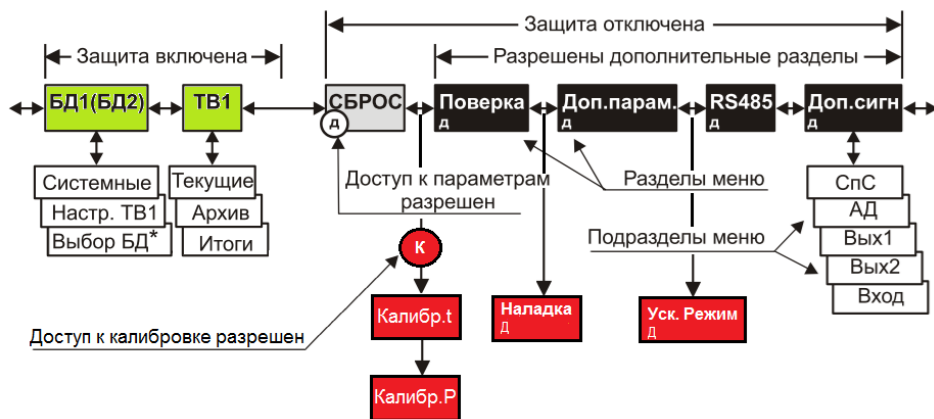 Защита отключена
Защита включена
Разрешены дополнительные разделы
БД1(БД2)
ТВ1
СБРОС
д
Поверка
д
Доп.парам.
д
RS485
д
Доп.сигн
д
Системные
Настр. ТВ1
Выбор БД*
Текущие
Архив
Итоги
Доступ к параметрам
разрешен
Разделы меню
Подразделы меню
СпС
АД
Вых1
Вых2
Вход
К
Доступ к калибровке разрешен
Калибр.t
Калибр.Р
Наладка
Д
Уск. Режим
Д